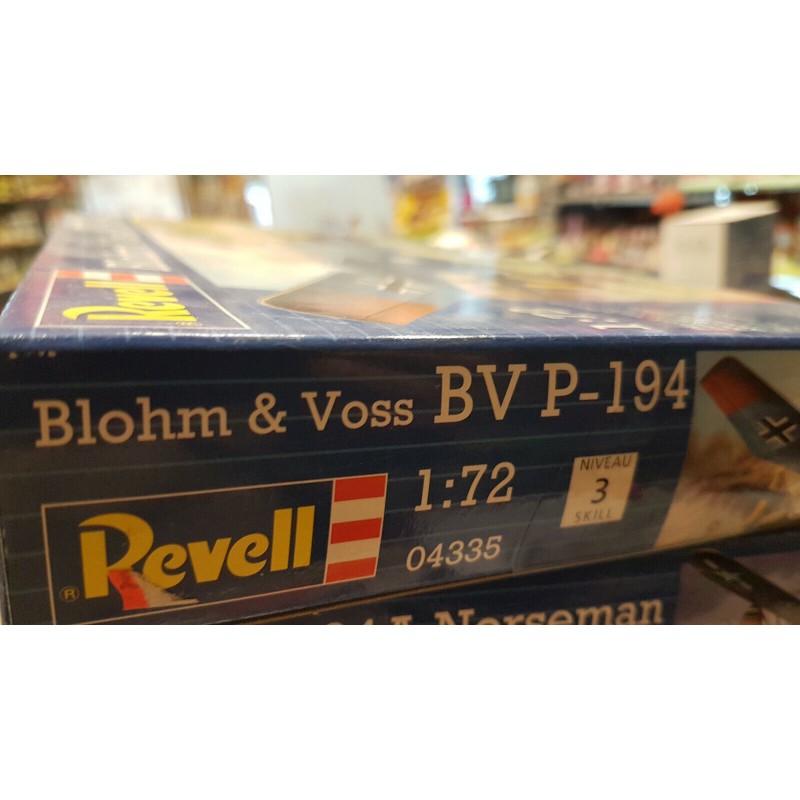 Revell
Blohm & Voss BV P-194
1:72
NIVEAU
3
SKILL
® Revell
04335
Norseman